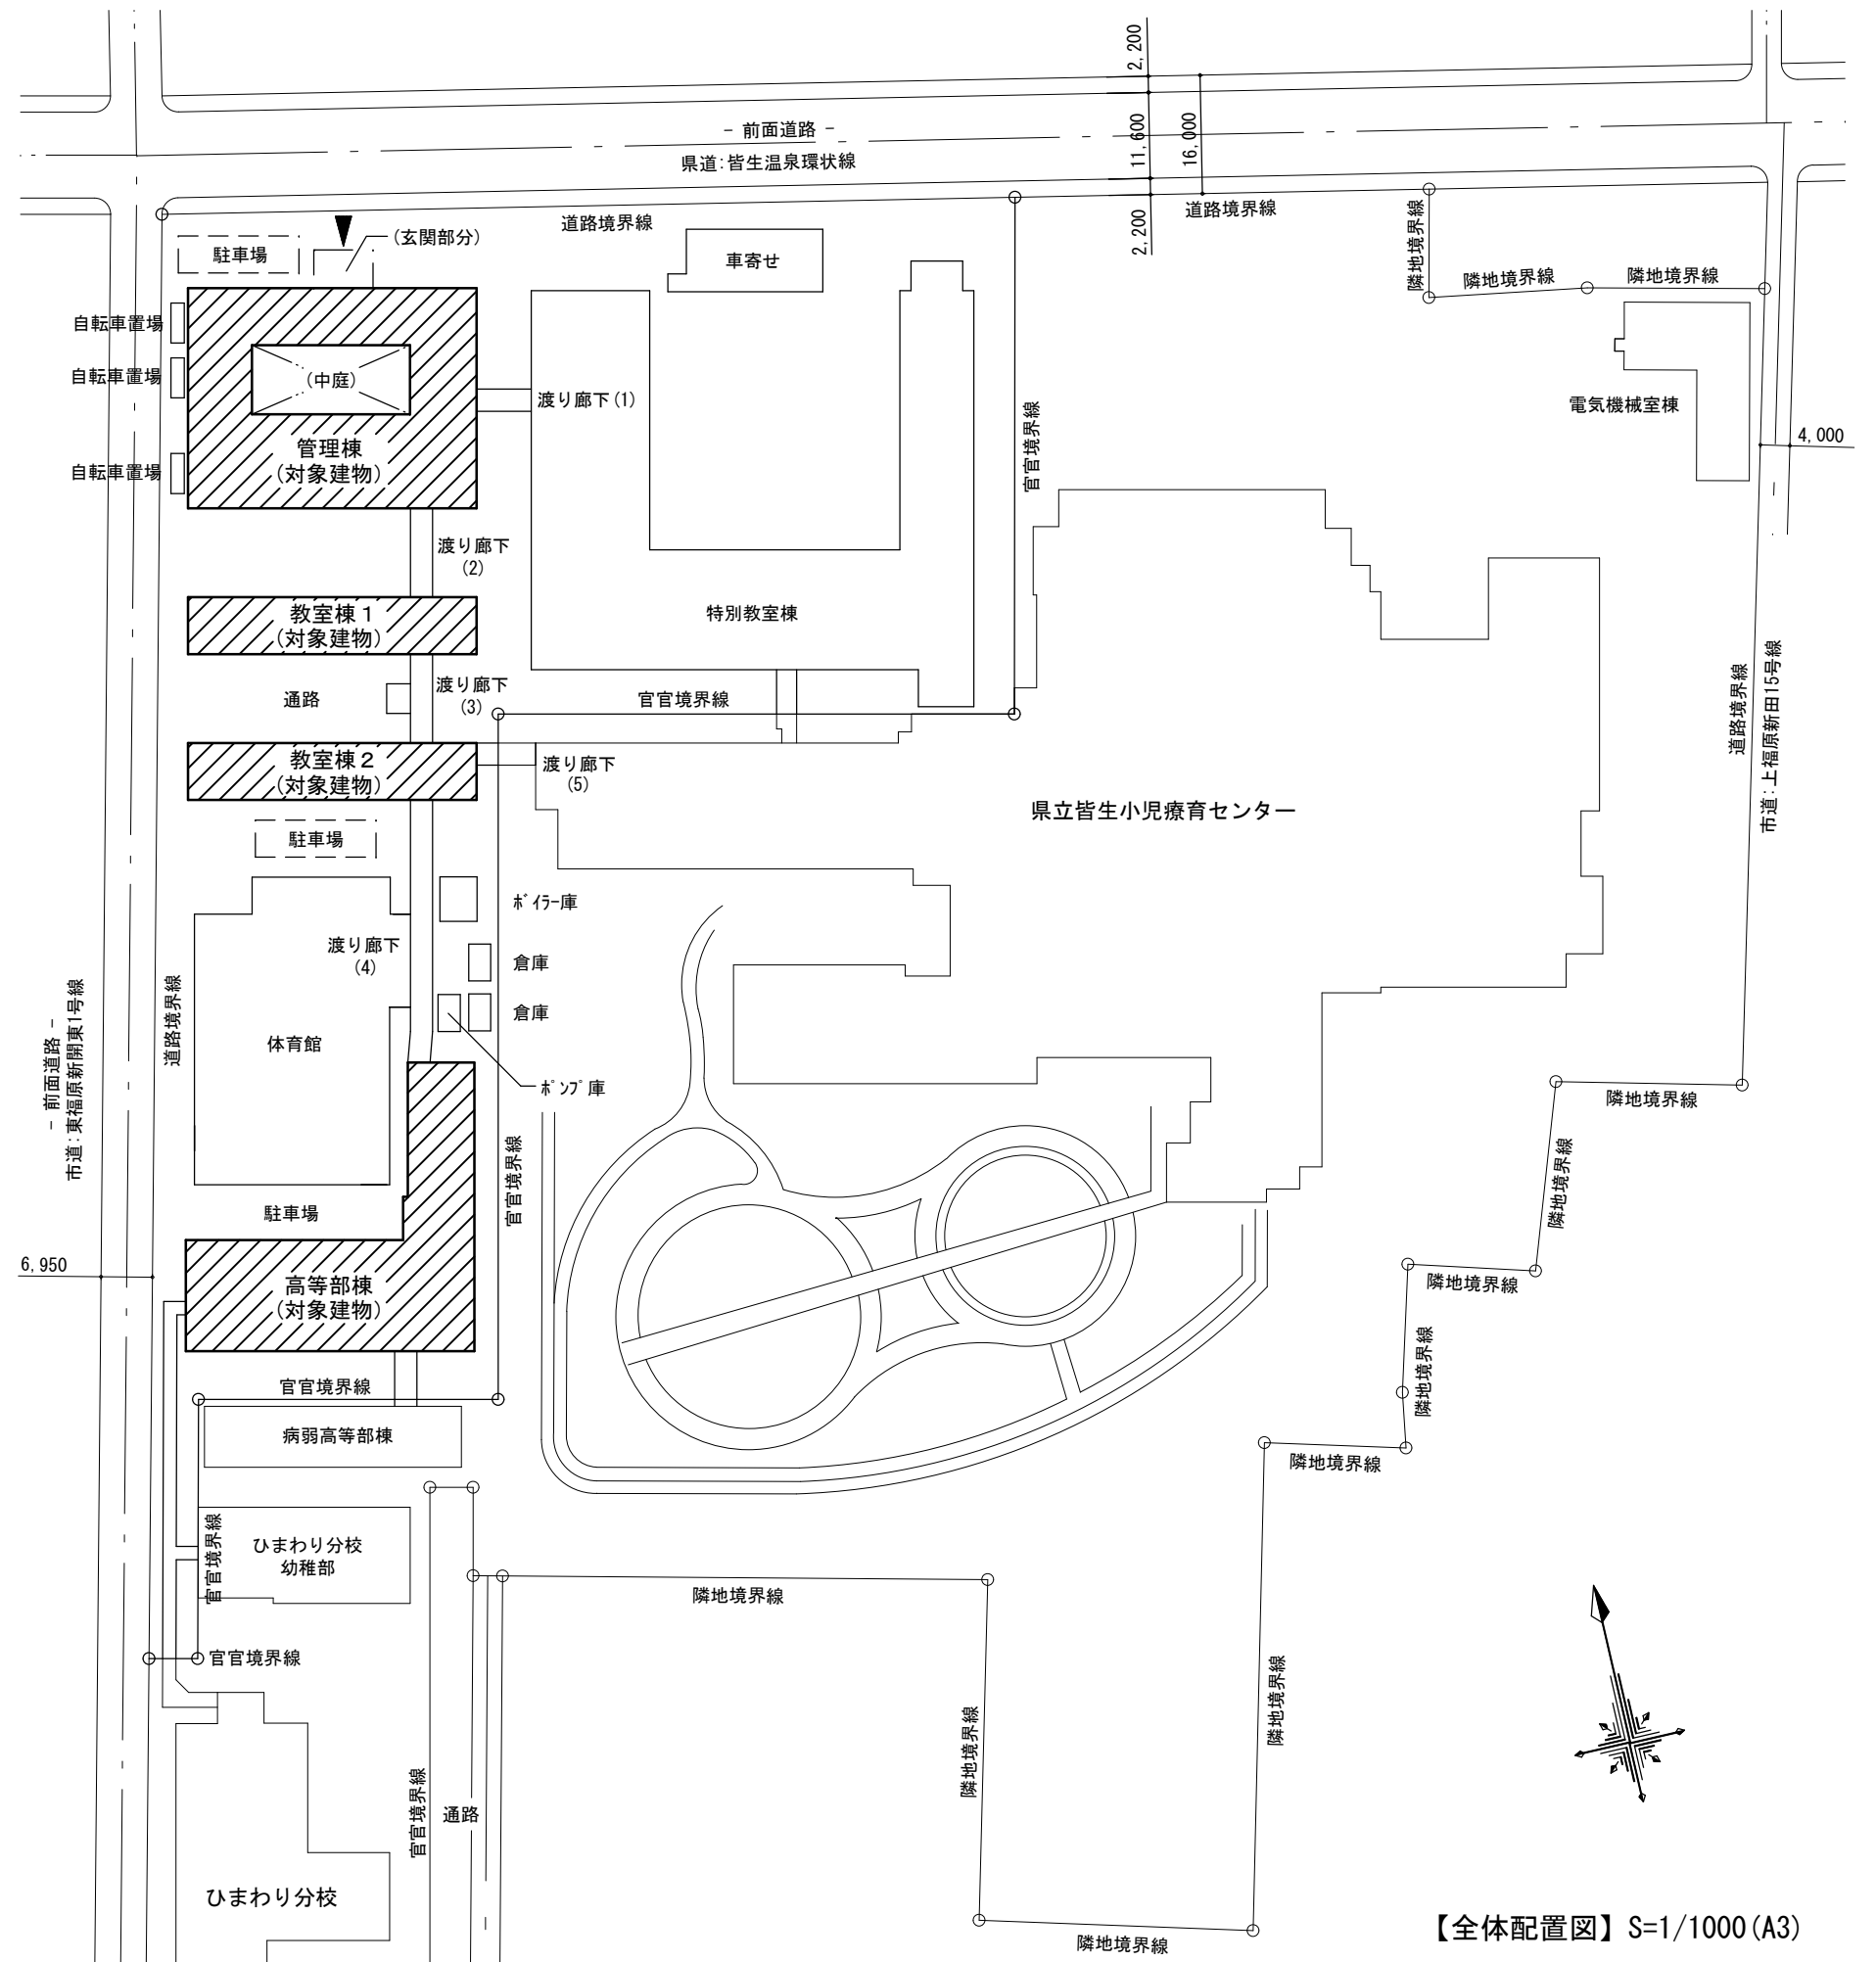 2,200
- 前面道路 -
11,600
16,000
県道:皆生温泉環状線
道路境界線
道路境界線
2,200
(玄関部分)
駐車場
車寄せ
隣地境界線
隣地境界線
隣地境界線
自転車置場
自転車置場
自転車置場
(中庭)
渡り廊下(1)
管理棟
(対象建物)
官官境界線
電気機械室棟
4,000
渡り廊下
(2)
教室棟1
(対象建物)
特別教室棟
通路
渡り廊下
(3)
官官境界線
道路境界線
市道:上福原新田15号線
教室棟2
(対象建物)
渡り廊下
(5)
県立皆生小児療育センター
駐車場
ボイラー庫
渡り廊下
(4)
倉庫
倉庫
- 前面道路 -
市道:東福原新開東1号線
道路境界線
体育館
ポンプ庫
隣地境界線
官官境界線
隣地境界線
駐車場
6,950
高等部棟
(対象建物)
隣地境界線
隣地境界線
官官境界線
病弱高等部棟
隣地境界線
官官境界線
ひまわり分校
幼稚部
隣地境界線
官官境界線
隣地境界線
隣地境界線
官官境界線
通路
ひまわり分校
隣地境界線
【全体配置図】S=1/1000(A3)